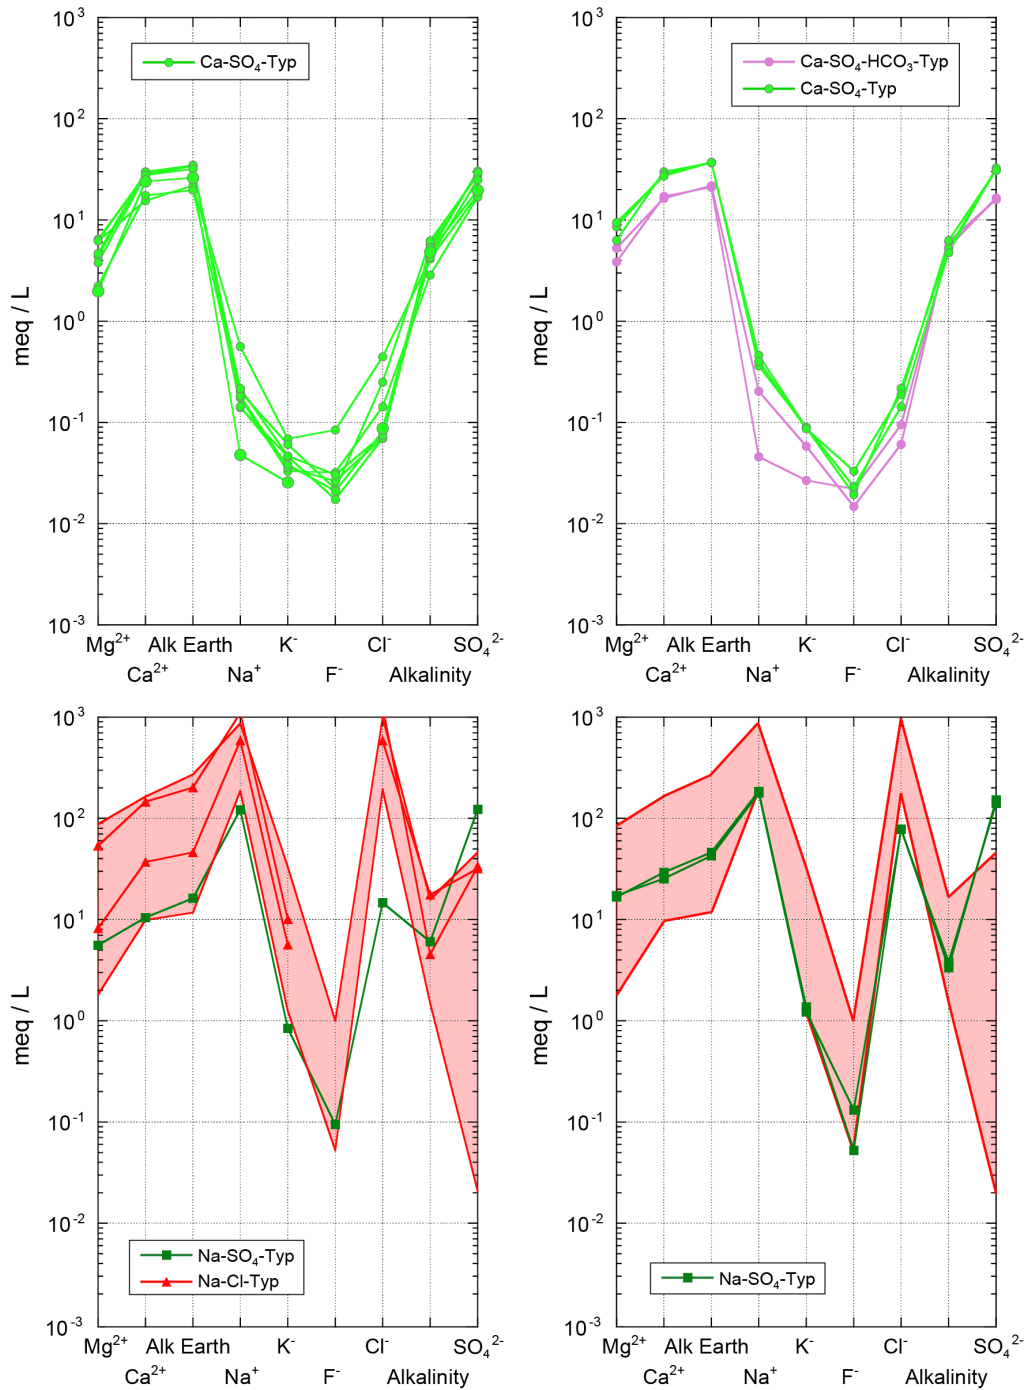 10³
10²
10¹
10⁰
10⁻¹
10⁻²
10⁻³
meq / L
Ca-SO₄-Typ
Mg²⁺ Alk Earth K⁻ Cl⁻ SO₄²⁻
Ca²⁺ Na⁺ F⁻ Alkalinity
10³
10²
10¹
10⁰
10⁻¹
10⁻²
10⁻³
meq / L
Ca-SO₄-HCO₃-Typ
Ca-SO₄-Typ
Mg²⁺ Alk Earth K⁻ Cl⁻ SO₄²⁻
Ca²⁺ Na⁺ F⁻ Alkalinity
10³
10²
10¹
10⁰
10⁻¹
10⁻²
10⁻³
meq / L
Na-SO₄-Typ
Na-Cl-Typ
Mg²⁺ Alk Earth K⁻ Cl⁻ SO₄²⁻
Ca²⁺ Na⁺ F⁻ Alkalinity
10³
10²
10¹
10⁰
10⁻¹
10⁻²
10⁻³
meq / L
Na-SO₄-Typ
Mg²⁺ Alk Earth K⁻ Cl⁻ SO₄²⁻
Ca²⁺ Na⁺ F⁻ Alkalinity